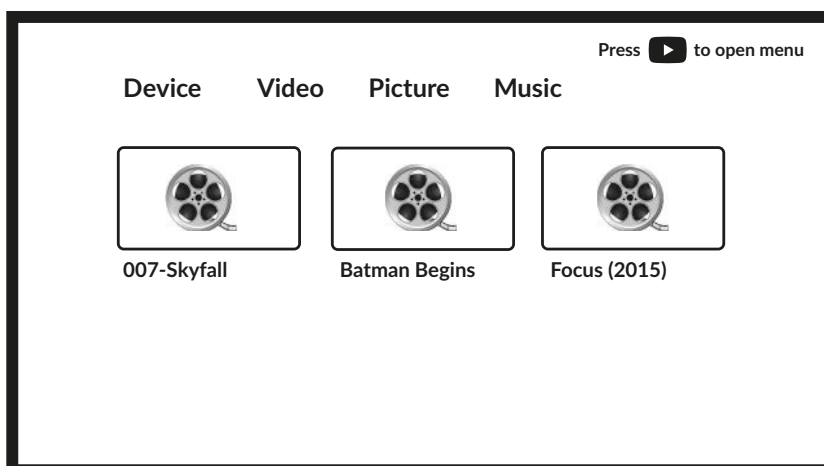 Press to open menu
Device Video Picture Music
007-Skyfall Batman Begins Focus (2015)